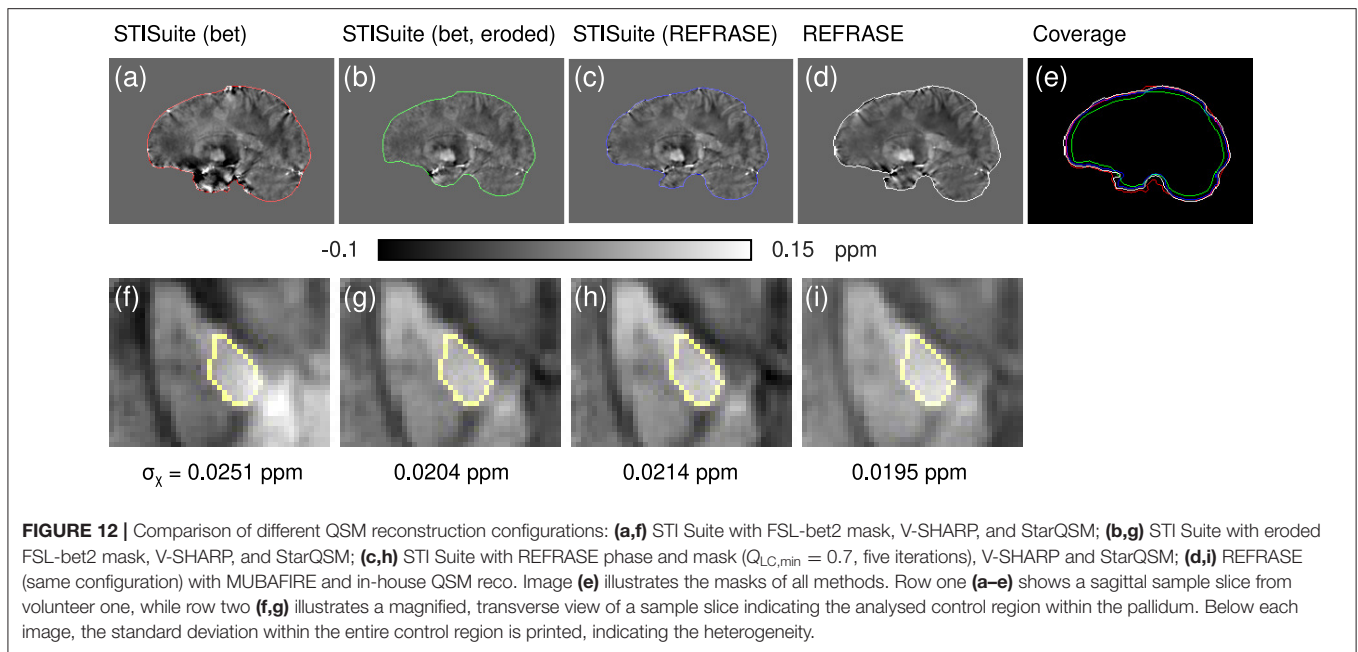 STISuite (bet) STISuite (bet, eroded) STISuite (REFRASE) REFRASE Coverage
(a) (b) (c) (d) (e)
-0.1 0.15 ppm
(f) (g) (h) (i)
σχ = 0.0251 ppm 0.0204 ppm 0.0214 ppm 0.0195 ppm
FIGURE 12 | Comparison of different QSM reconstruction configurations: (a,f) STI Suite with FSL-bet2 mask, V-SHARP, and StarQSM; (b,g) STI Suite with eroded
FSL-bet2 mask, V-SHARP, and StarQSM; (c,h) STI Suite with REFRASE phase and mask (QLC,min = 0.7, five iterations), V-SHARP and StarQSM; (d,i) REFRASE
(same configuration) with MUBAFIRE and in-house QSM reco. Image (e) illustrates the masks of all methods. Row one (a–e) shows a sagittal sample slice from
volunteer one, while row two (f,g) illustrates a magnified, transverse view of a sample slice indicating the analysed control region within the pallidum. Below each
image, the standard deviation within the entire control region is printed, indicating the heterogeneity.